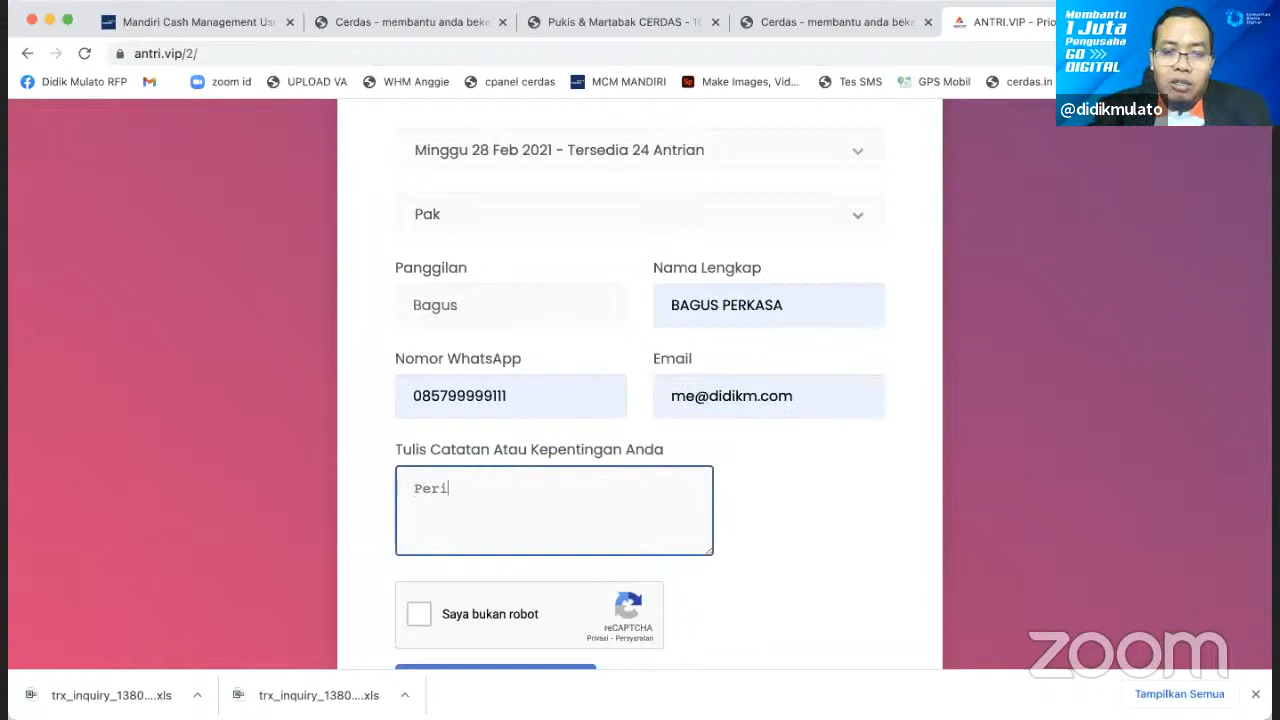 Mandiri Cash Management Us
Cerdas - membantu anda beke
Pukis & Martabak CERDAS - 1
Cerdas - membantu anda beke
ANTRI.VIP - Prio
antri.vip/2/
Didik Mulato RFP
zoom id
UPLOAD VA
WHM Anggie
cpanel cerdas
MCM MANDIRI
Sp
Make Images, Vid...
Tes SMS
GPS Mobil
cerdas.in
Membantu
1 Juta
Pengusaha
GO >>>
DIGITAL
@didikmulato
Minggu 28 Feb 2021 - Tersedia 24 Antrian
Pak
Panggilan
Nama Lengkap
Bagus
BAGUS PERKASA
Nomor WhatsApp
Email
085799999111
me@didikm.com
Tulis Catatan Atau Kepentingan Anda
Peri
Saya bukan robot
reCAPTCHA
Privasi - Persyaratan
zoom
trx_inquiry_1380....xls
trx_inquiry_1380....xls
Tampilkan Semua